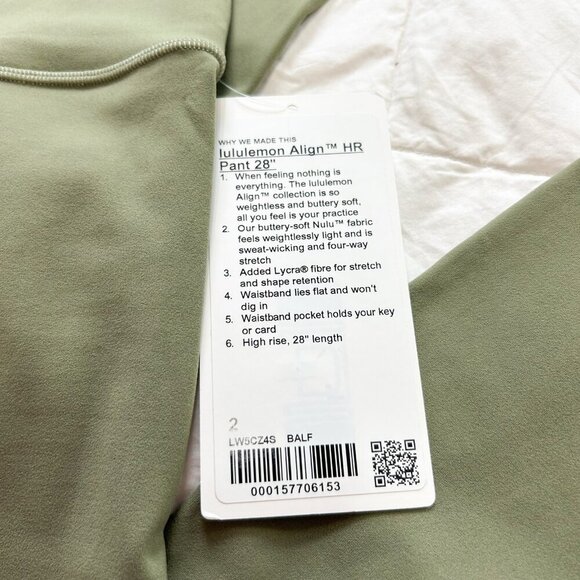 WHY WE MADE THIS
lululemon Align™ HR
Pant 28"
1. When feeling nothing is
everything. The lululemon
Align™ collection is so
weightless and buttery soft,
all you feel is your practice
2. Our buttery-soft Nulu™ fabric
feels weightlessly light and is
sweat-wicking and four-way
stretch
3. Added Lycra® fibre for stretch
and shape retention
4. Waistband lies flat and won't
dig in
5. Waistband pocket holds your key
or card
6. High rise, 28" length
2
LW5CZ4S BALF
000157706153